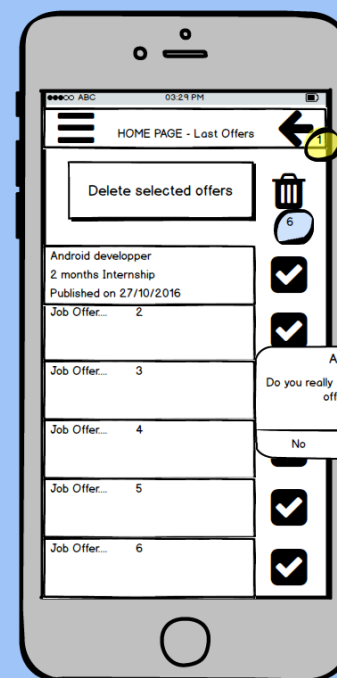 ABC 03:29 PM
HOME PAGE - Last Offers
1
Delete selected offers
6
Android developper
2 months Internship
Published on 27/10/2016
Job Offer.... 2
Job Offer.... 3
A
Do you really
off
No
Job Offer.... 4
Job Offer.... 5
Job Offer.... 6